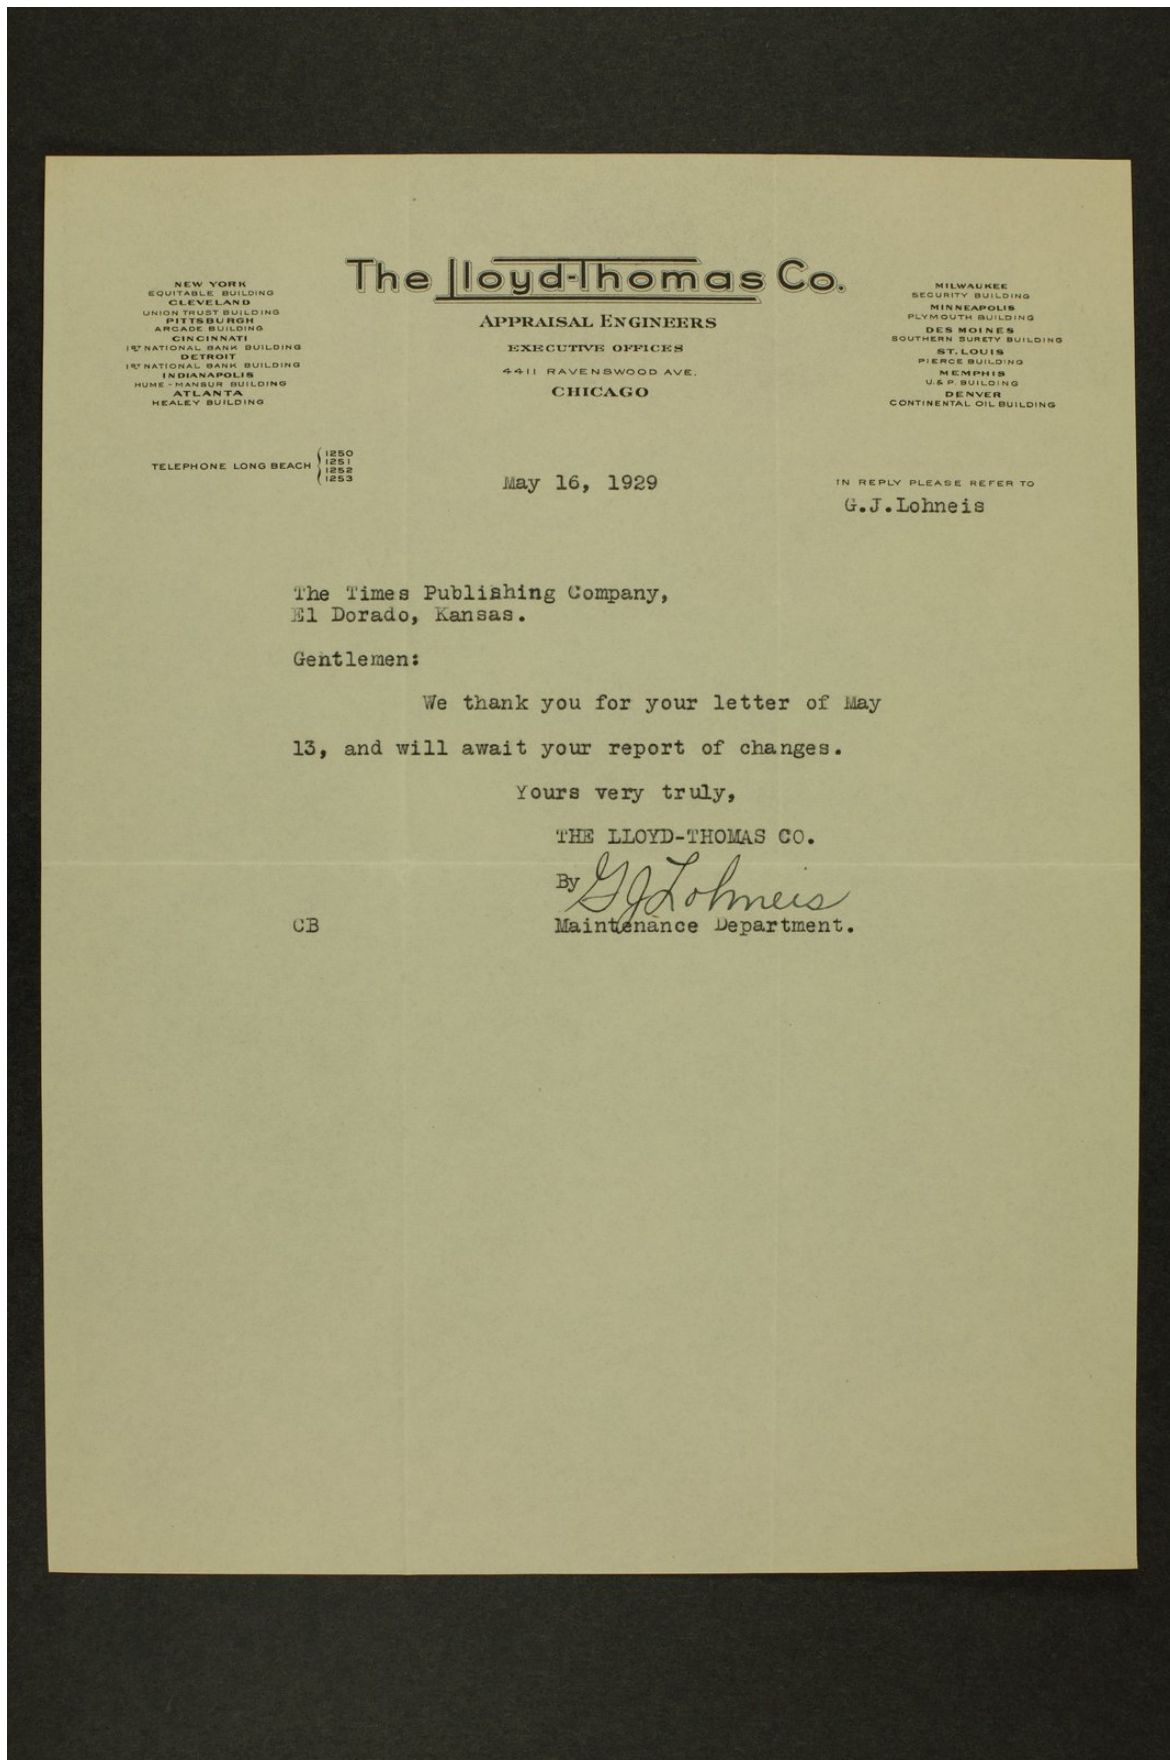 The Lloyd-Thomas Co.
APPRAISAL ENGINEERS
EXECUTIVE OFFICES
4411 RAVENSWOOD AVE.
CHICAGO
NEW YORK
EQUITABLE BUILDING
CLEVELAND
UNION TRUST BUILDING
PITTSBURGH
ARCADE BUILDING
CINCINNATI
1ST NATIONAL BANK BUILDING
DETROIT
1ST NATIONAL BANK BUILDING
INDIANAPOLIS
HUME-MANSUR BUILDING
ATLANTA
HEALEY BUILDING
MILWAUKEE
SECURITY BUILDING
MINNEAPOLIS
PLYMOUTH BUILDING
DES MOINES
SOUTHERN SURETY BUILDING
ST. LOUIS
PIERCE BUILDING
MEMPHIS
U. & P. BUILDING
DENVER
CONTINENTAL OIL BUILDING
TELEPHONE LONG BEACH
1250
1251
1252
1253
May 16, 1929
IN REPLY PLEASE REFER TO
G.J.Lohneis
The Times Publishing Company,
El Dorado, Kansas.
Gentlemen:
We thank you for your letter of May
13, and will await your report of changes.
Yours very truly,
THE LLOYD-THOMAS CO.
By G J Lohneis
CB Maintenance Department.